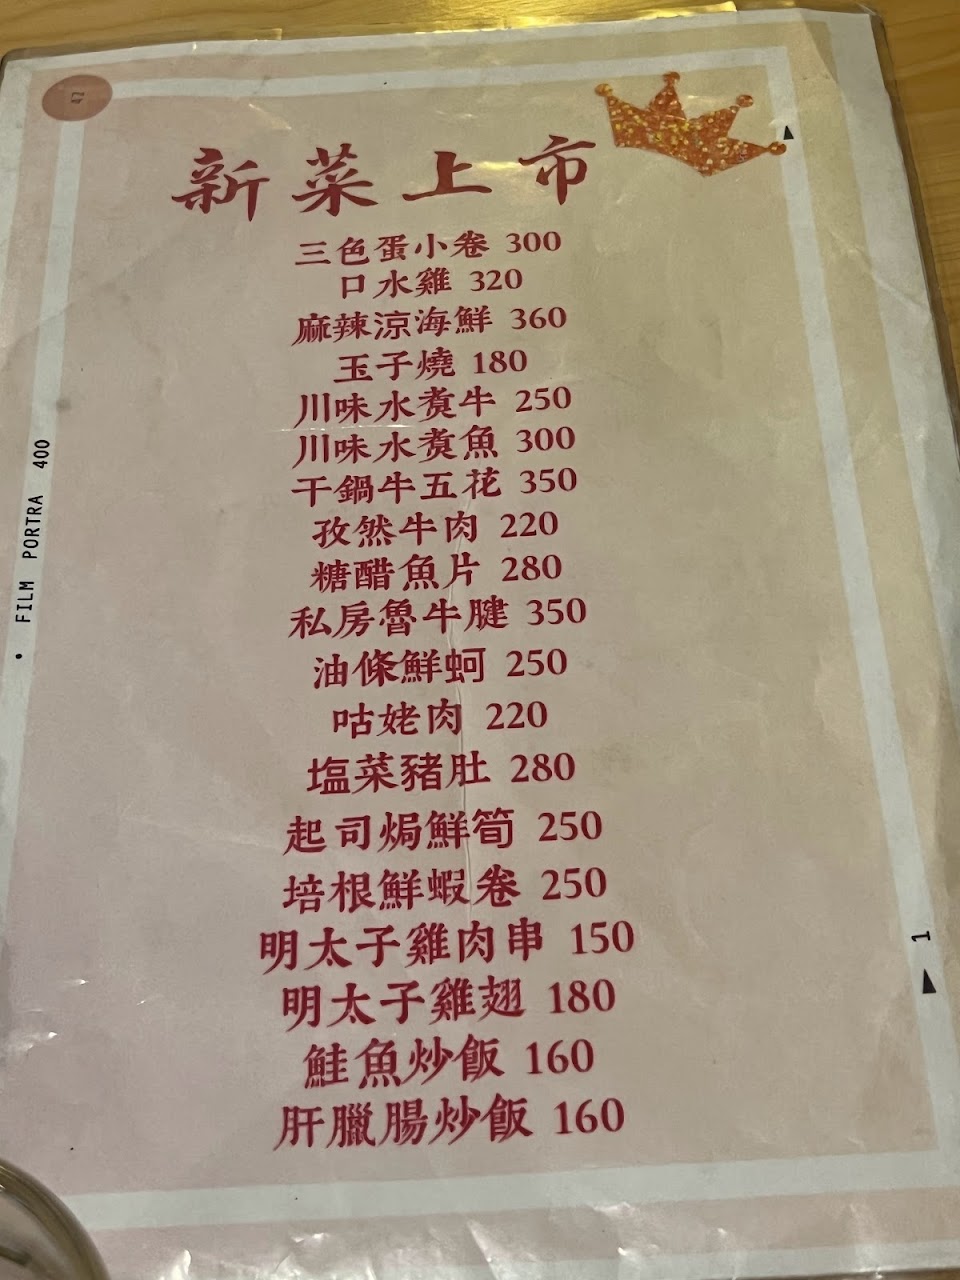 47
新菜上市
三色蛋小卷 300
口水雞 320
麻辣涼海鮮 360
玉子燒 180
川味水煮牛 250
川味水煮魚 300
干鍋牛五花 350
孜然牛肉 220
糖醋魚片 280
私房魯牛腱 350
油條鮮蚵 250
咕姥肉 220
塩菜豬肚 280
起司焗鮮筍 250
培根鮮蝦卷 250
明太子雞肉串 150
明太子雞翅 180
鮭魚炒飯 160
肝臘腸炒飯 160
• FILM PORTRA 400
1